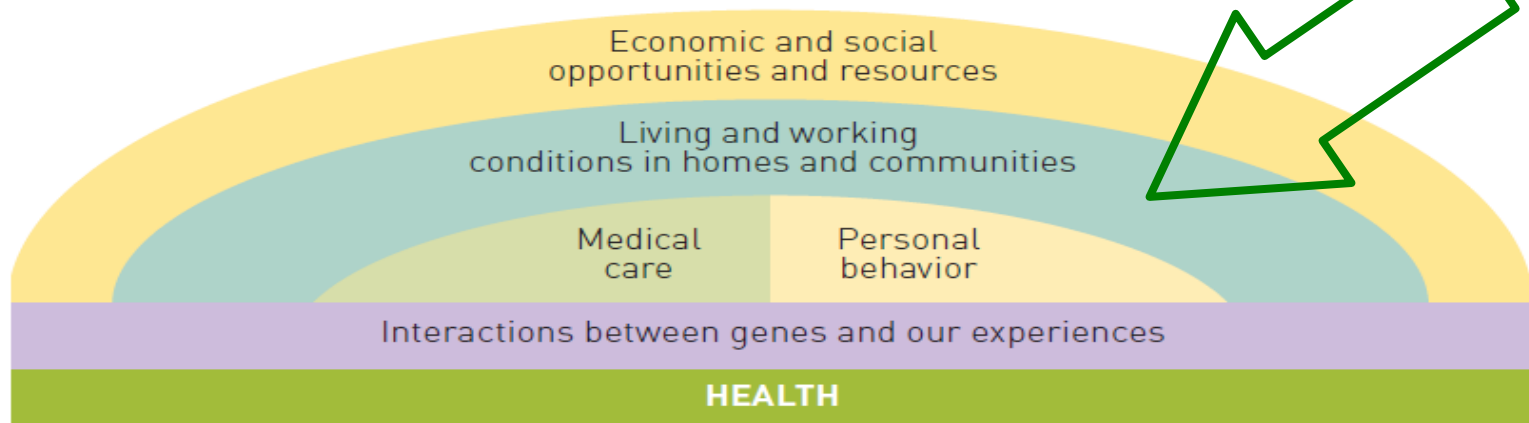 Economic and social
opportunities and resources
Living and working
conditions in homes and communities
Medical
care
Personal
behavior
Interactions between genes and our experiences
HEALTH